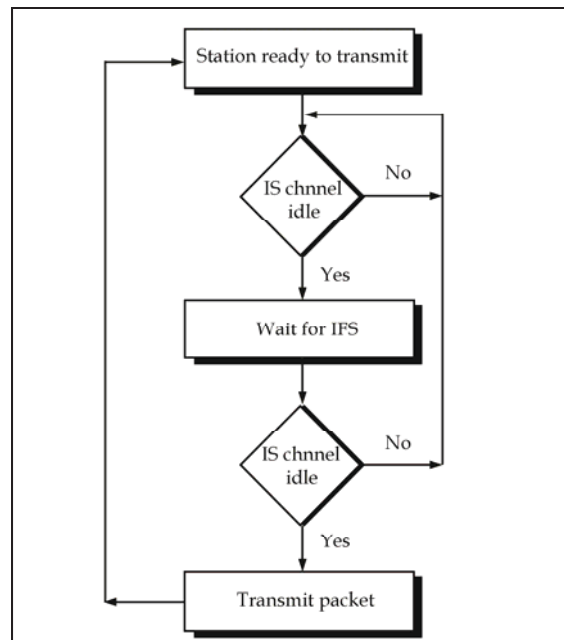 Station ready to transmit
IS chnnel
idle
No
Yes
Wait for IFS
IS chnnel
idle
No
Yes
Transmit packet